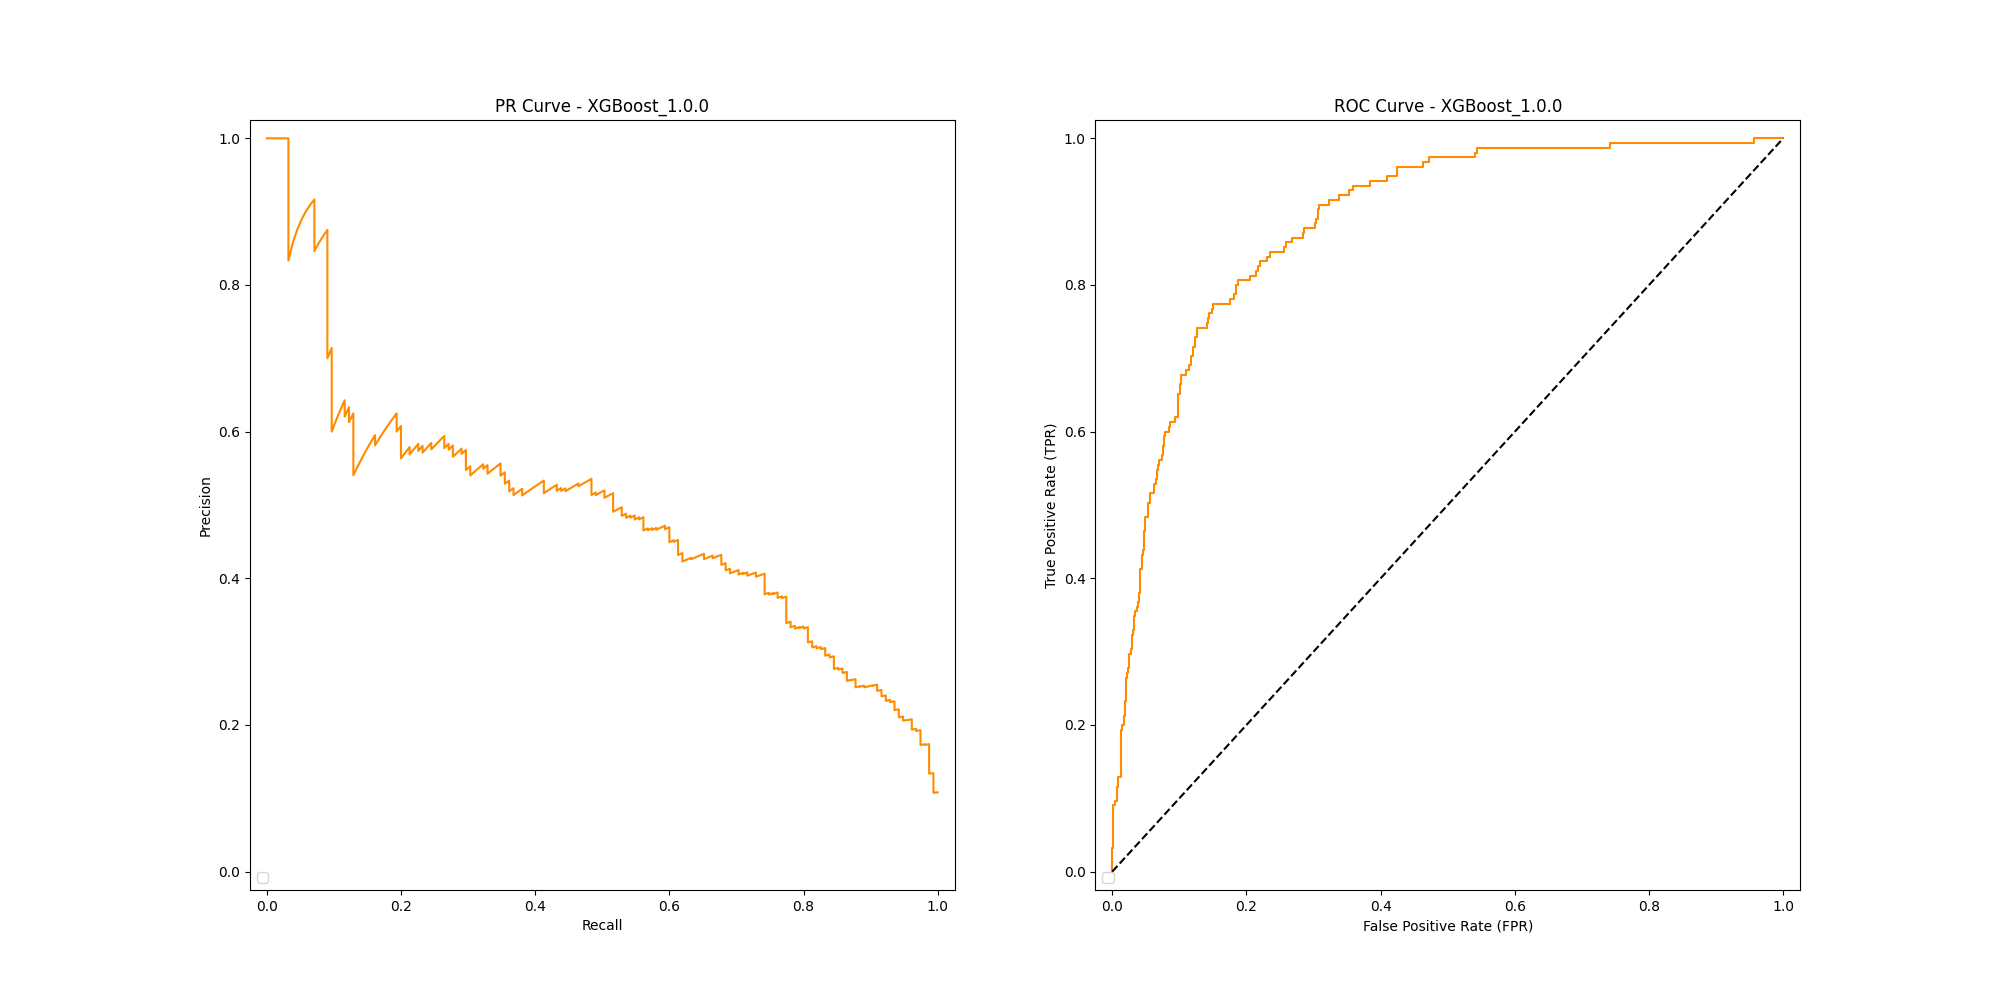 PR Curve - XGBoost_1.0.0
1.0
0.8
0.6
0.4
0.2
0.0
Precision
0.0 0.2 0.4 0.6 0.8 1.0
Recall
ROC Curve - XGBoost_1.0.0
1.0
0.8
0.6
0.4
0.2
0.0
True Positive Rate (TPR)
0.0 0.2 0.4 0.6 0.8 1.0
False Positive Rate (FPR)